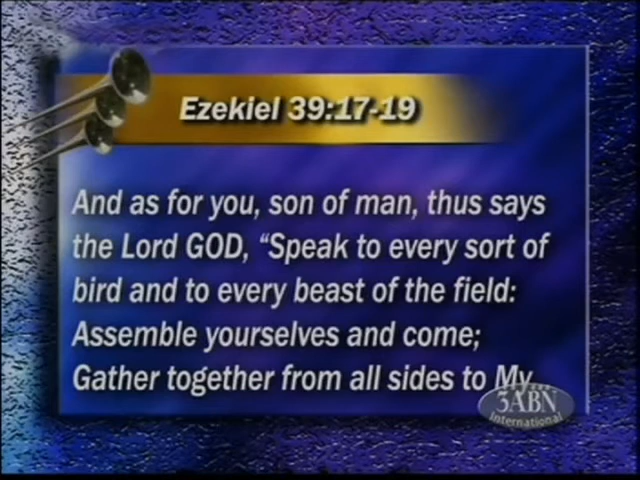 Ezekiel 39:17-19
And as for you, son of man, thus says
the Lord GOD, “Speak to every sort of
bird and to every beast of the field:
Assemble yourselves and come;
Gather together from all sides to My
3ABN
International